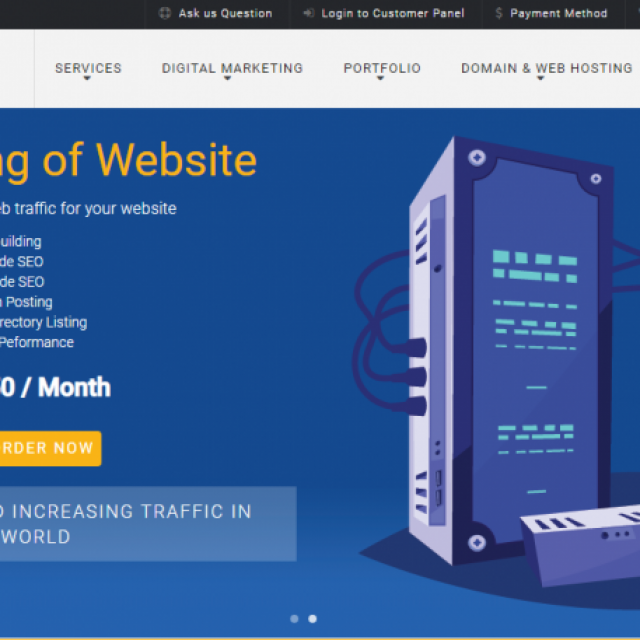 Ask us Question Login to Customer Panel $ Payment Method
SERVICES DIGITAL MARKETING PORTFOLIO DOMAIN & WEB HOSTING
g of Website
b traffic for your website
uilding
de SEO
de SEO
Posting
rectory Listing
Peformance
0 / Month
RDER NOW
INCREASING TRAFFIC IN
WORLD